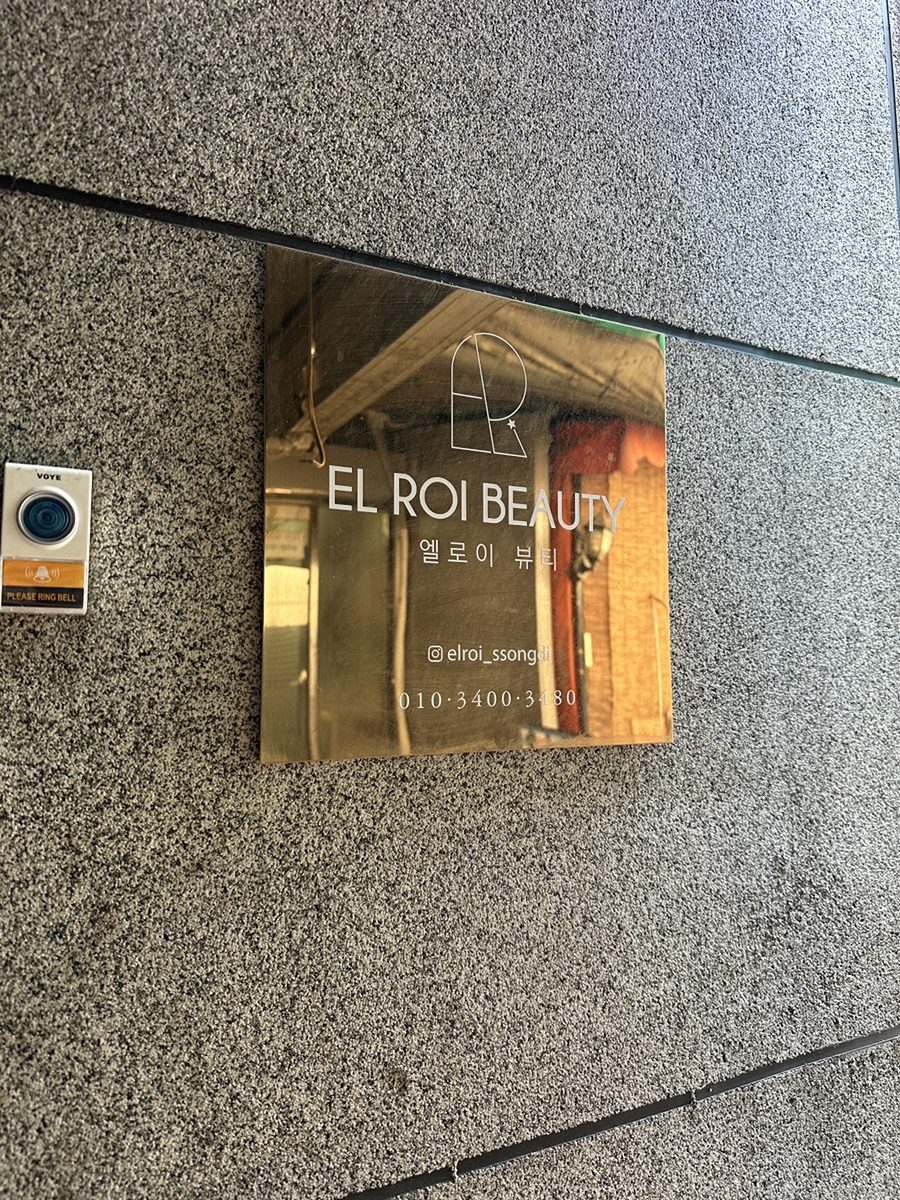 EL ROI BEAUTY
엘로이 뷰티
elroi_ssongdi
010·3400·3480
VOYE
PLEASE RING BELL